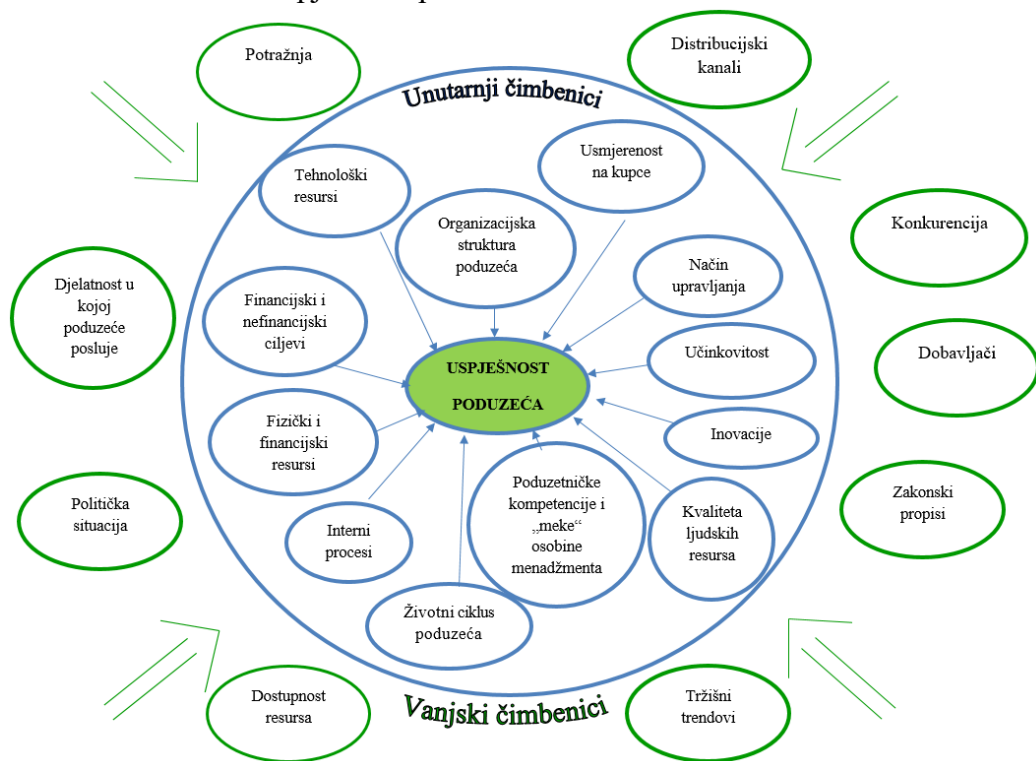 Potražnja
Distribucijski
kanali
Unutarnji čimbenici
Usmjerenost
na kupce
Tehnološki
resursi
Organizacijska
struktura
poduzeća
Konkurencija
Način
upravljanja
Djelatnost u
kojoj
poduzeće
posluje
Financijski i
nefinancijski
ciljevi
USPJEŠNOST
PODUZEĆA
Učinkovitost
Dobavljači
Fizički i
financijski
resursi
Inovacije
Politička
situacija
Interni
procesi
Poduzetničke
kompetencije i
„meke“
osobine
menadžmenta
Kvaliteta
ljudskih
resursa
Zakonski
propisi
Životni ciklus
poduzeća
Dostupnost
resursa
Vanjski čimbenici
Tržišni
trendovi